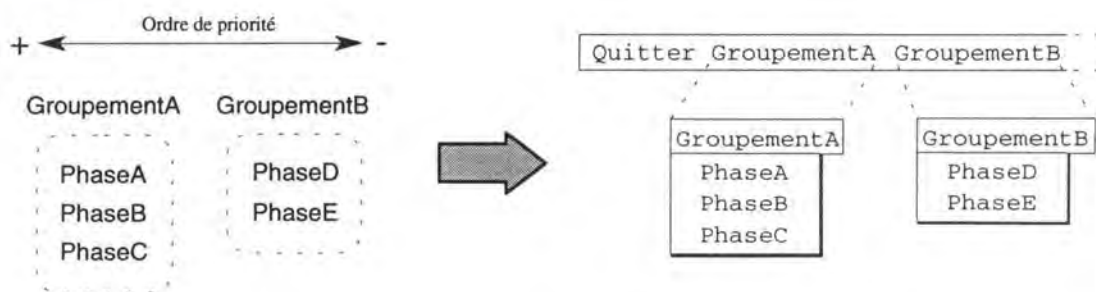 Ordre de priorité
+ -
GroupementA GroupementB
PhaseA PhaseD
PhaseB PhaseE
PhaseC
Quitter GroupementA GroupementB
GroupementA GroupementB
PhaseA PhaseD
PhaseB PhaseE
PhaseC